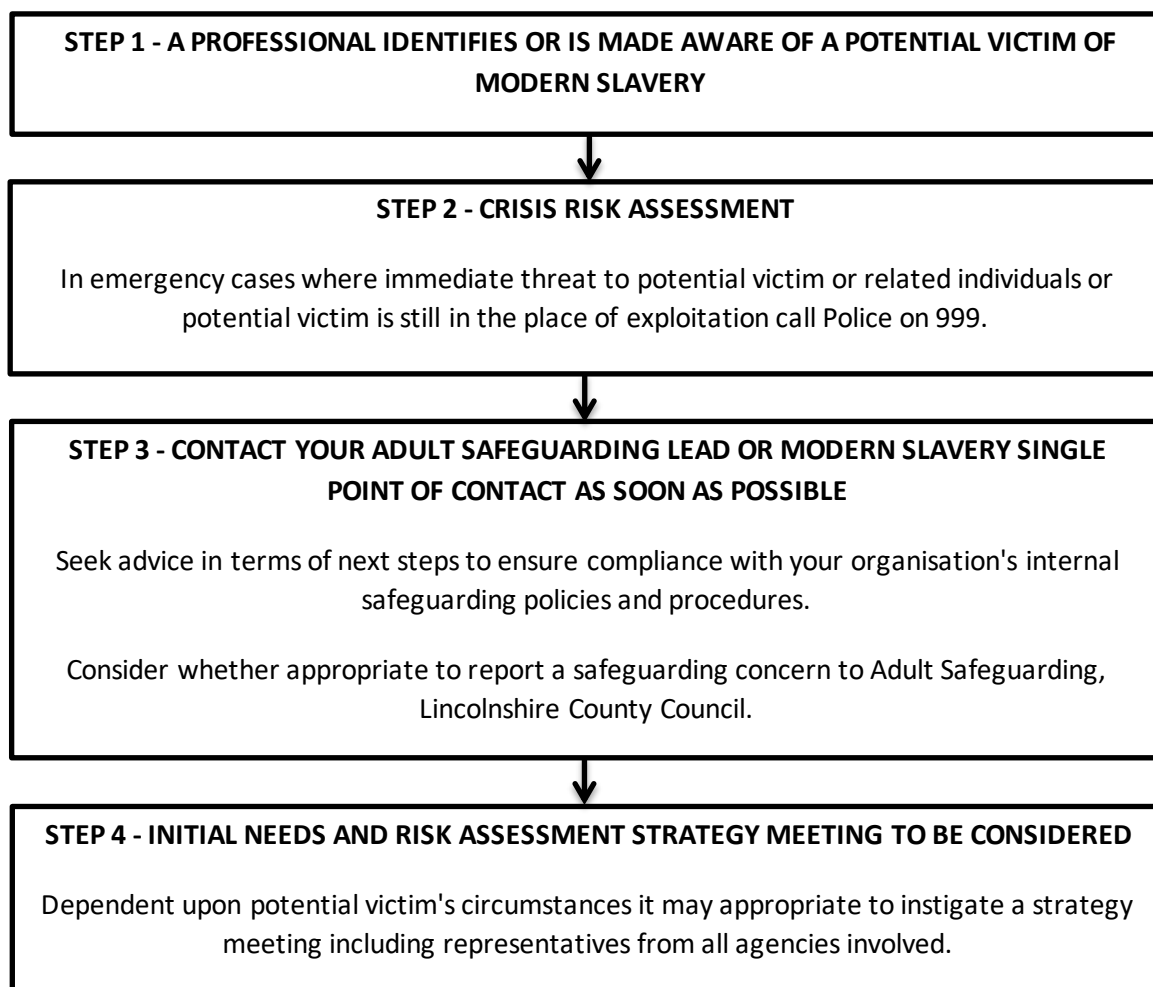 STEP 1 - A PROFESSIONAL IDENTIFIES OR IS MADE AWARE OF A POTENTIAL VICTIM OF
MODERN SLAVERY
STEP 2 - CRISIS RISK ASSESSMENT
In emergency cases where immediate threat to potential victim or related individuals or
potential victim is still in the place of exploitation call Police on 999.
STEP 3 - CONTACT YOUR ADULT SAFEGUARDING LEAD OR MODERN SLAVERY SINGLE
POINT OF CONTACT AS SOON AS POSSIBLE
Seek advice in terms of next steps to ensure compliance with your organisation's internal
safeguarding policies and procedures.
Consider whether appropriate to report a safeguarding concern to Adult Safeguarding,
Lincolnshire County Council.
STEP 4 - INITIAL NEEDS AND RISK ASSESSMENT STRATEGY MEETING TO BE CONSIDERED
Dependent upon potential victim's circumstances it may appropriate to instigate a strategy
meeting including representatives from all agencies involved.